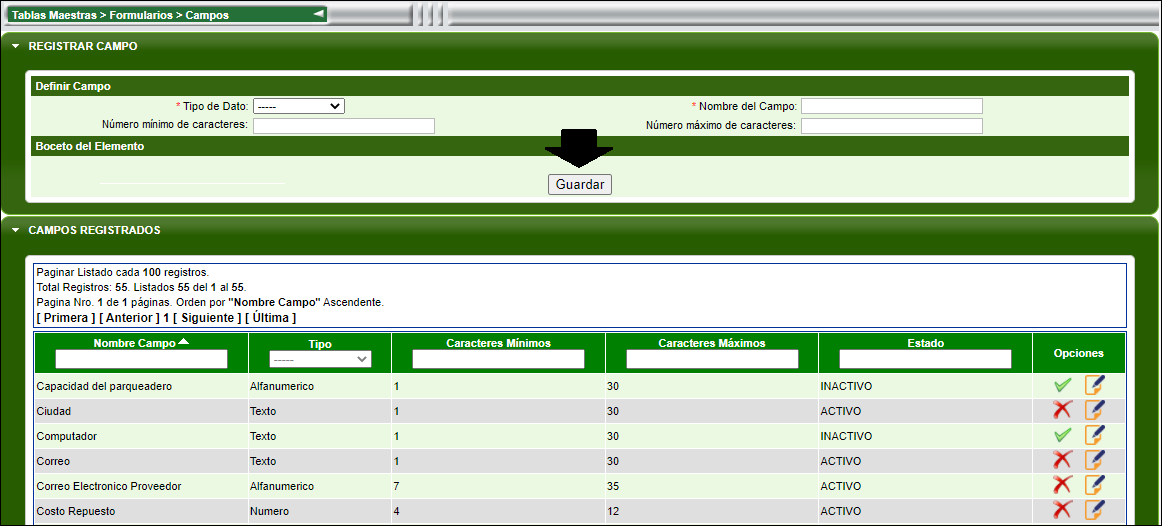 Tablas Maestras > Formularios > Campos
REGISTRAR CAMPO
Definir Campo
* Tipo de Dato: ----- * Nombre del Campo:
Número mínimo de caracteres: Número máximo de caracteres:
Boceto del Elemento
Guardar
CAMPOS REGISTRADOS
Paginar Listado cada 100 registros.
Total Registros: 55. Listados 55 del 1 al 55.
Pagina Nro. 1 de 1 páginas. Orden por "Nombre Campo" Ascendente.
[ Primera ] [ Anterior ] 1 [ Siguiente ] [ Última ]
Nombre Campo Tipo Caracteres Mínimos Caracteres Máximos Estado Opciones
-----
Capacidad del parqueadero Alfanumerico 1 30 INACTIVO
Ciudad Texto 1 30 ACTIVO
Computador Texto 1 30 INACTIVO
Correo Texto 1 30 ACTIVO
Correo Electronico Proveedor Alfanumerico 7 35 ACTIVO
Costo Repuesto Numero 4 12 ACTIVO